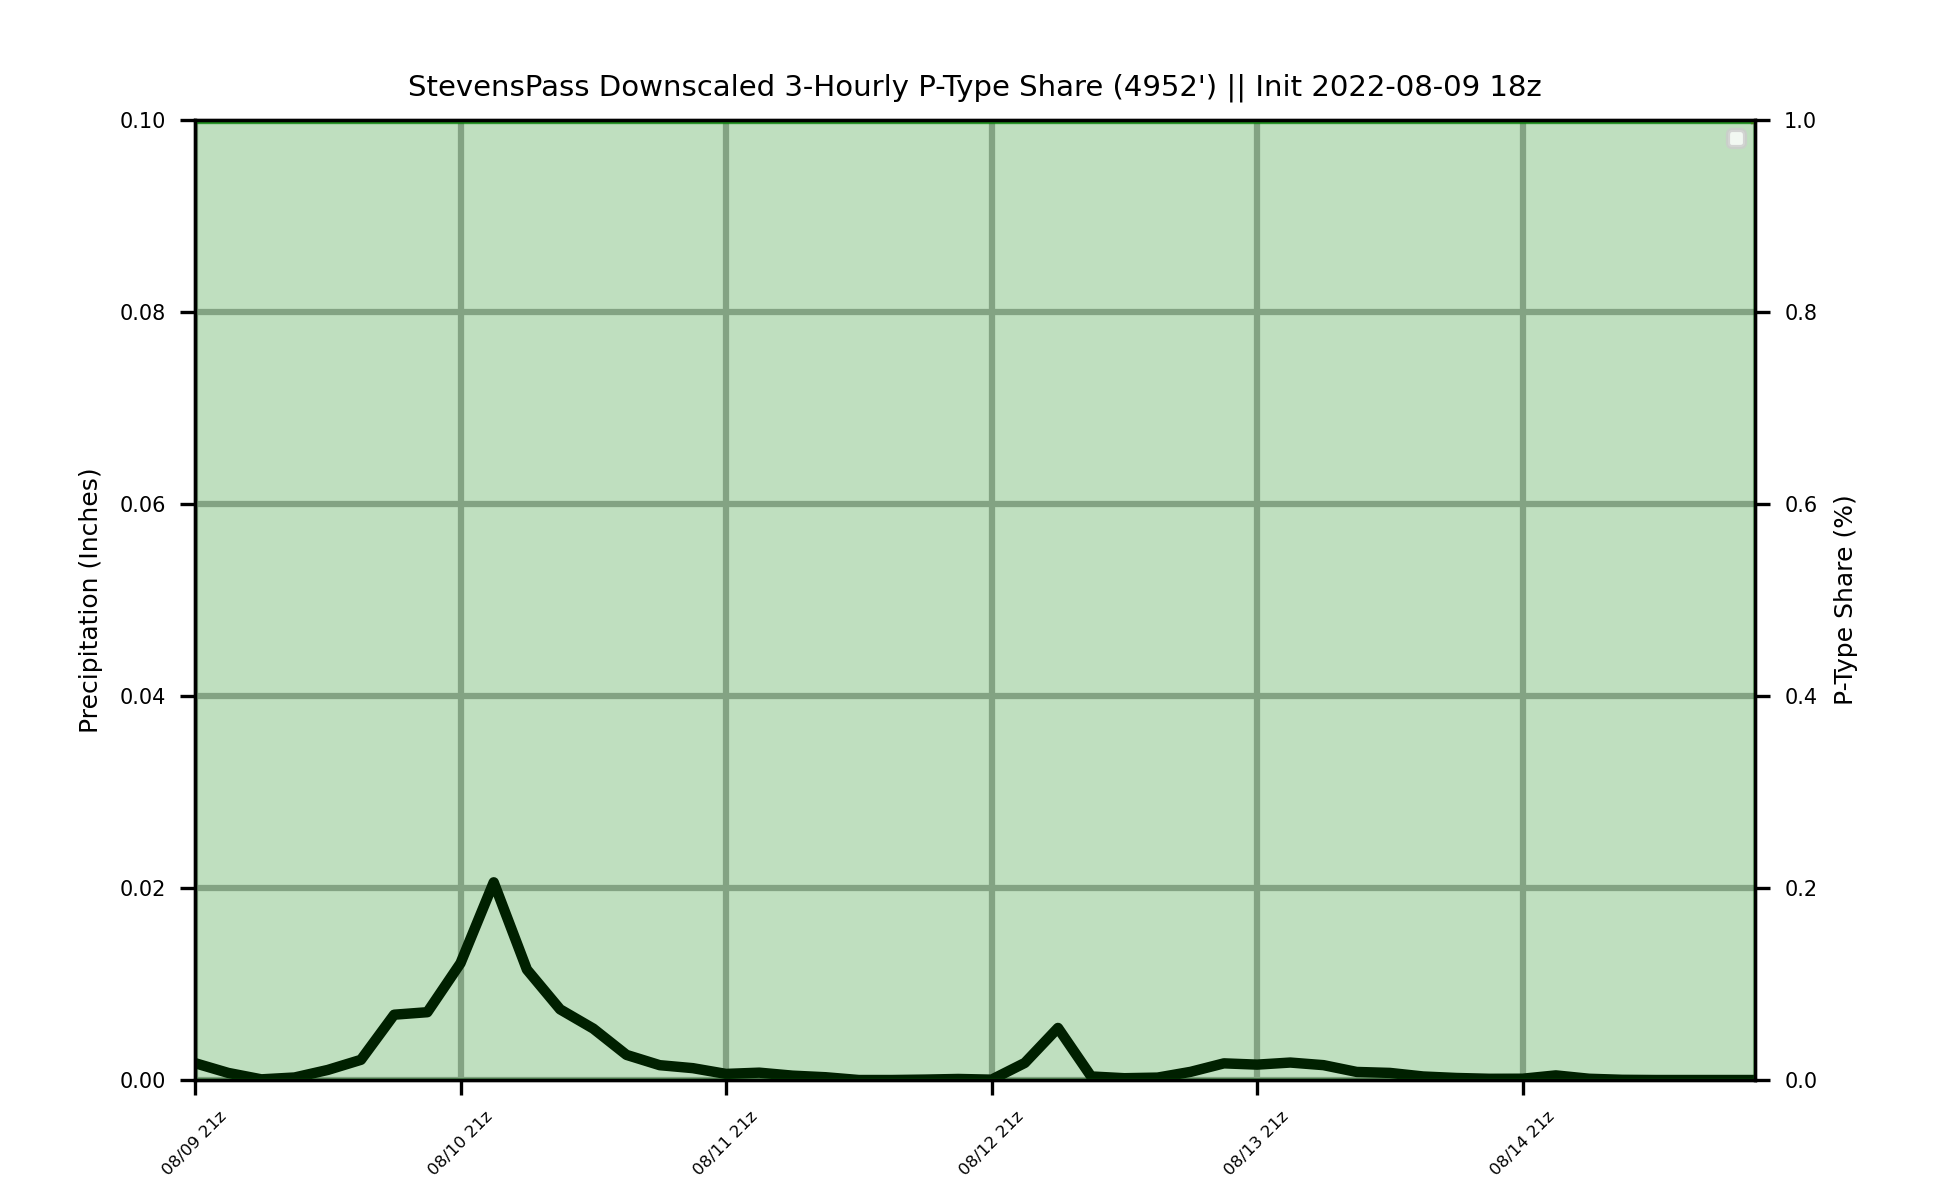 StevensPass Downscaled 3-Hourly P-Type Share (4952') || Init 2022-08-09 18z
Precipitation (Inches)
0.10
0.08
0.06
0.04
0.02
0.00
1.0
0.8
0.6
0.4
0.2
0.0
P-Type Share (%)
08/09 21z
08/10 21z
08/11 21z
08/12 21z
08/13 21z
08/14 21z